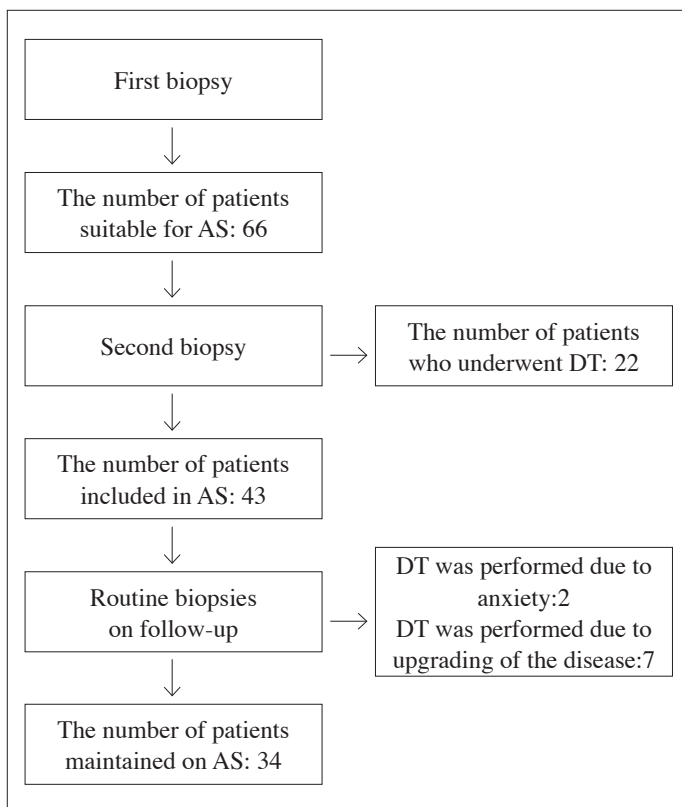 First biopsy
The number of patients
suitable for AS: 66
Second biopsy
The number of patients
who underwent DT: 22
The number of patients
included in AS: 43
Routine biopsies
on follow-up
DT was performed due to
anxiety:2
DT was performed due to
upgrading of the disease:7
The number of patients
maintained on AS: 34